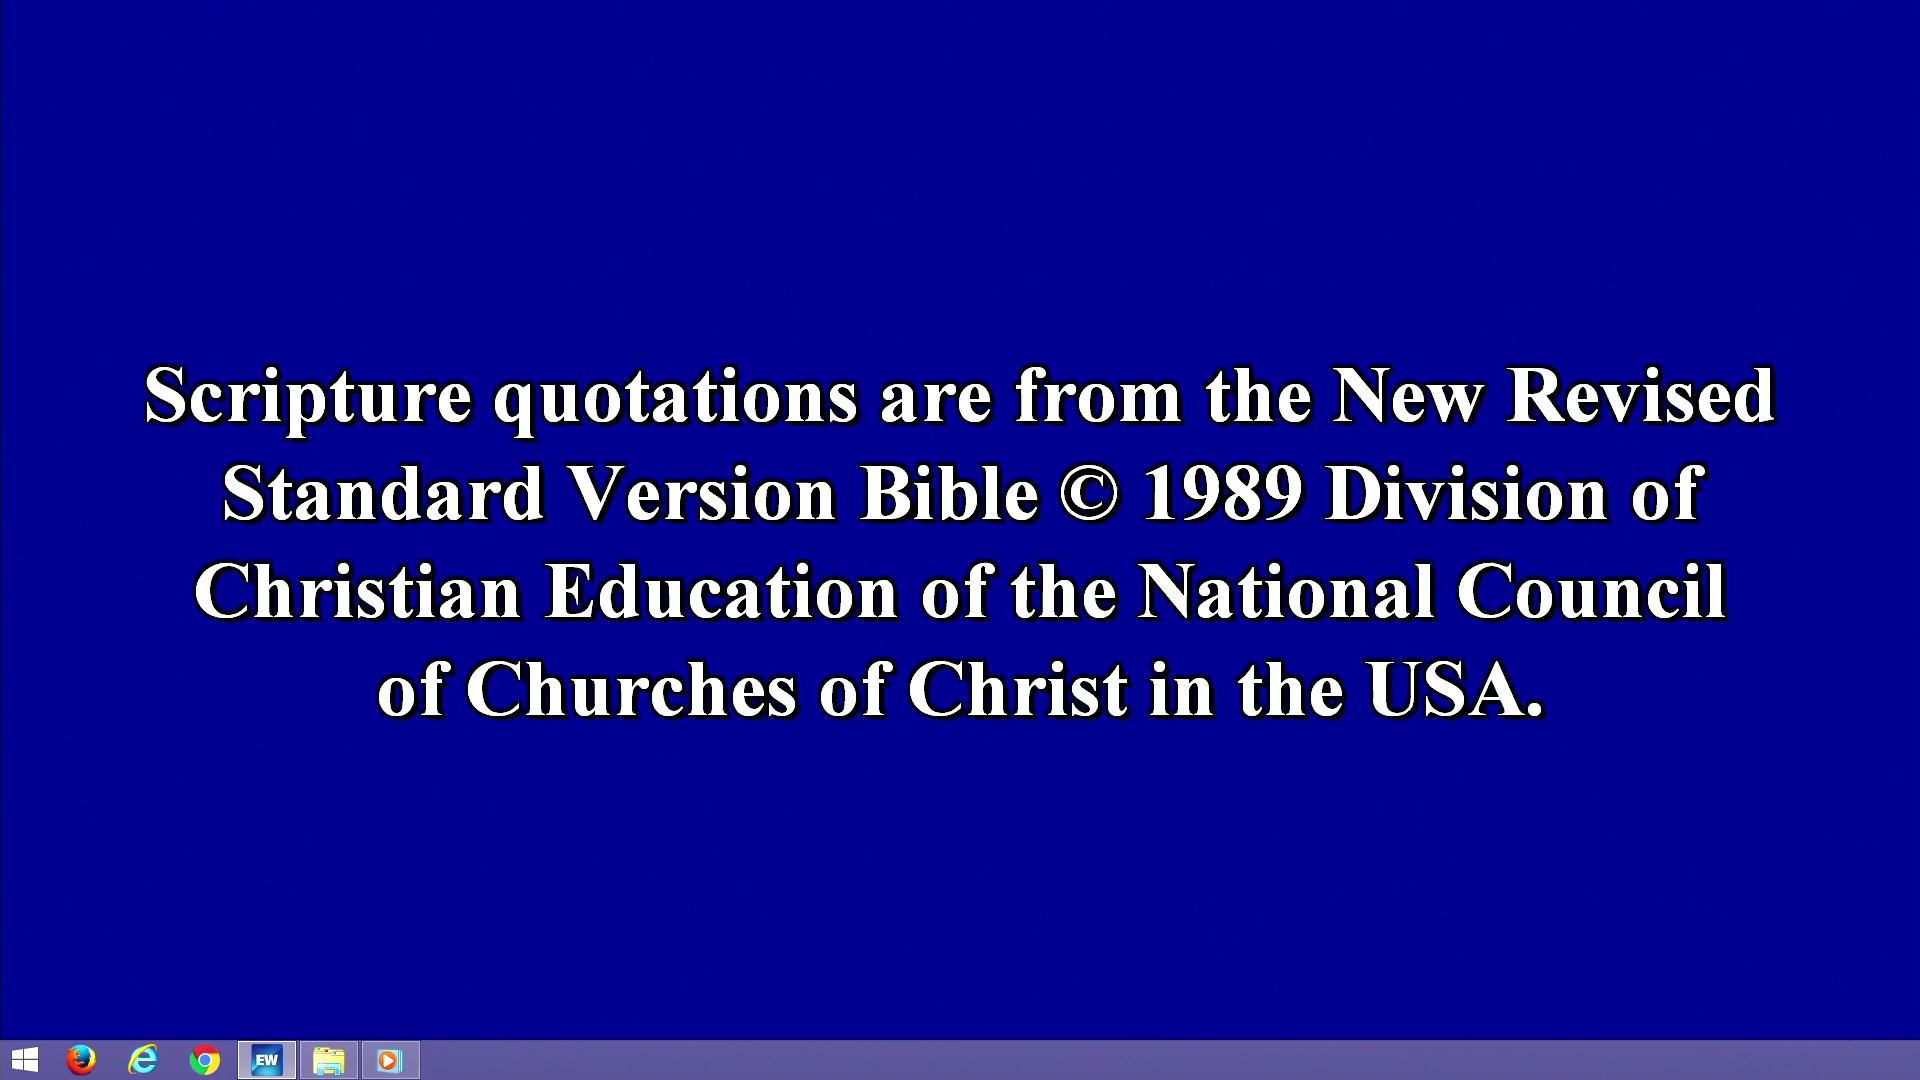 Scripture quotations are from the New Revised
Standard Version Bible © 1989 Division of
Christian Education of the National Council
of Churches of Christ in the USA.
EW